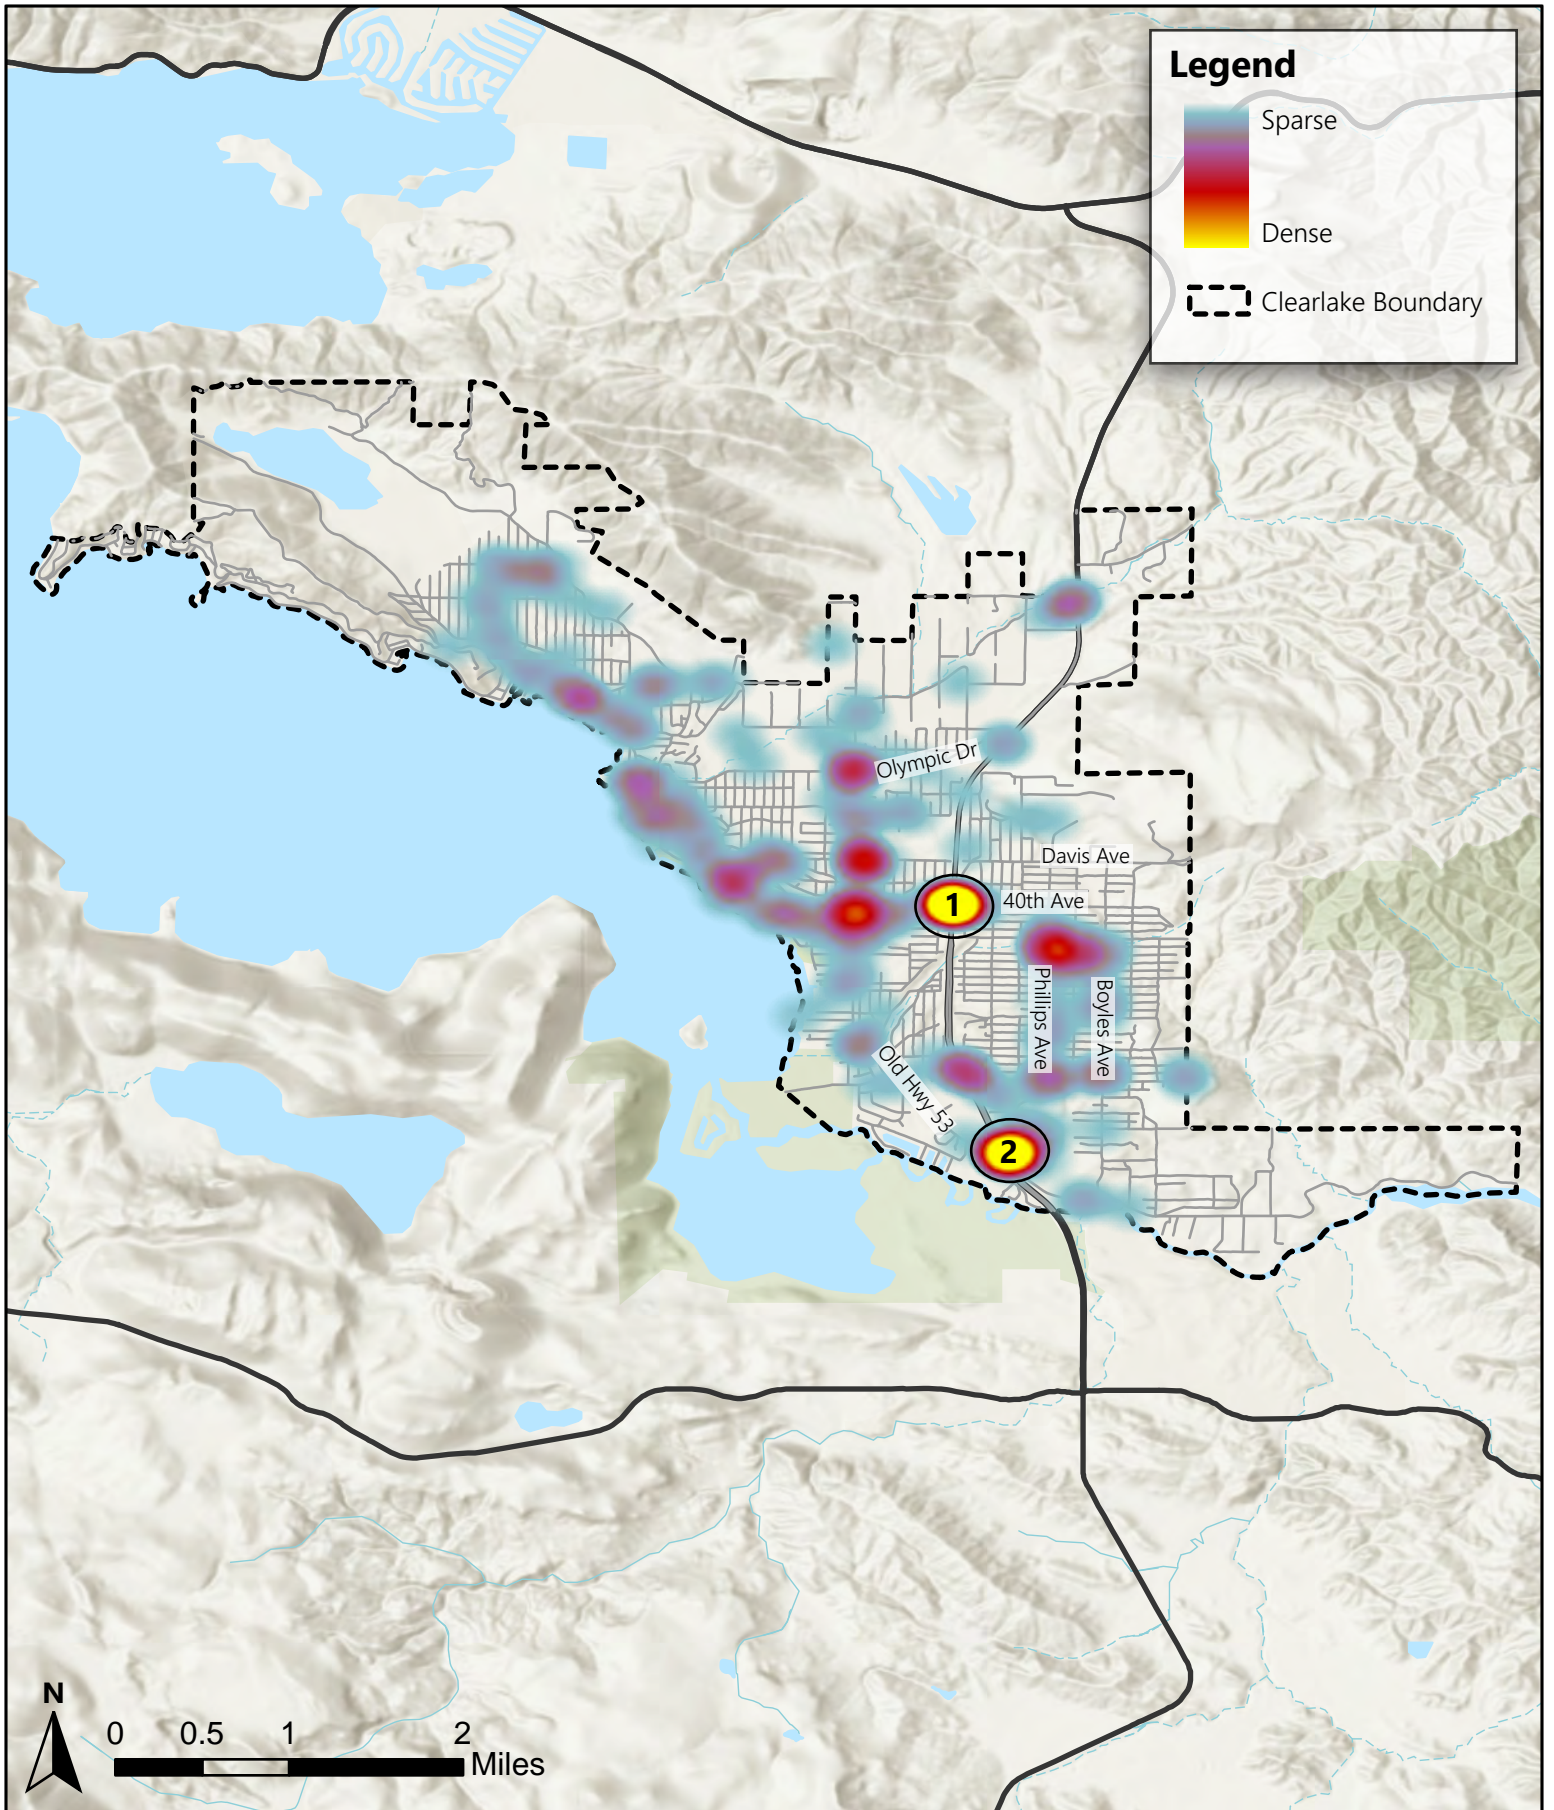 Legend
Sparse
Dense
Clearlake Boundary
Olympic Dr
Davis Ave
1
40th Ave
Phillips Ave
Boyles Ave
Old Hwy 53
2
N
0 0.5 1 2
Miles